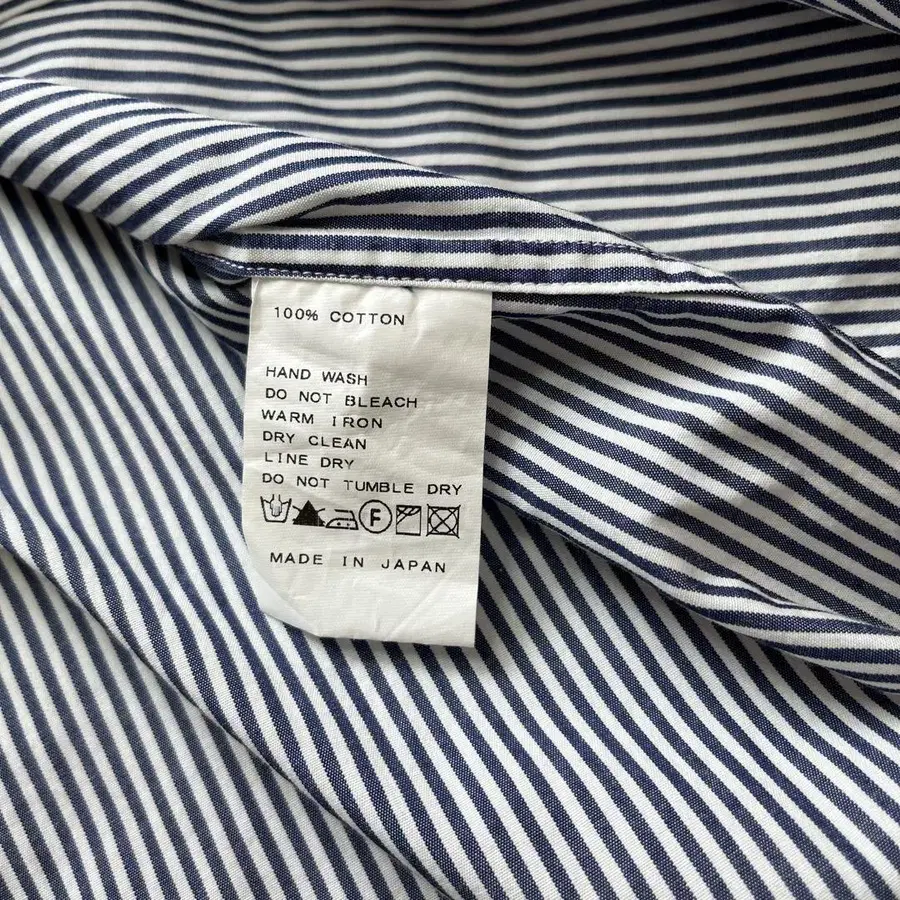 100% COTTON
HAND WASH
DO NOT BLEACH
WARM IRON
DRY CLEAN
LINE DRY
DO NOT TUMBLE DRY
F
MADE IN JAPAN